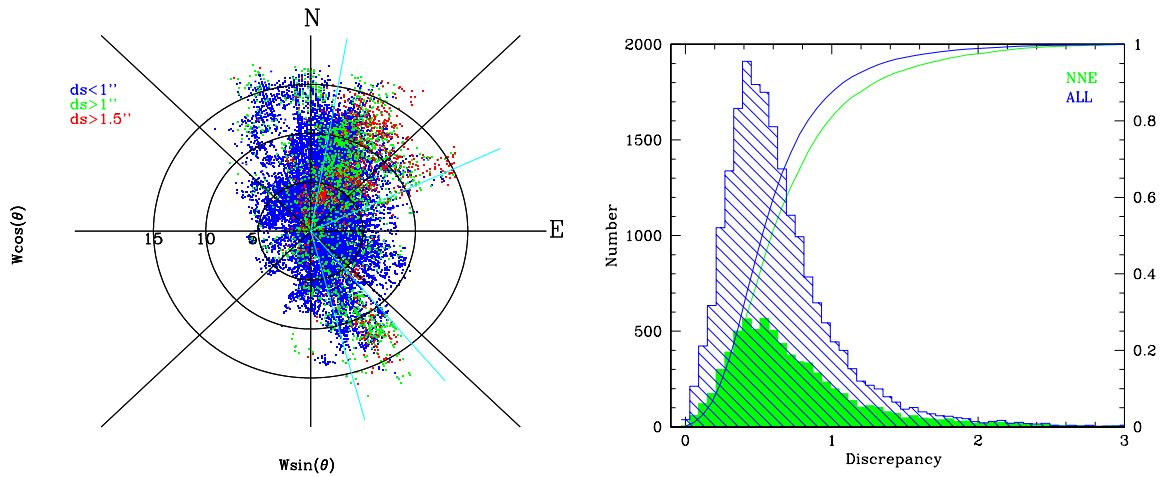 N
ds<1''
ds>1''
ds>1.5''
E
15 10 5
Wcos(θ)
Wsin(θ)
2000
1500
1000
500
0
Number
NNE
ALL
1
0.8
0.6
0.4
0.2
0
0 1 2 3
Discrepancy